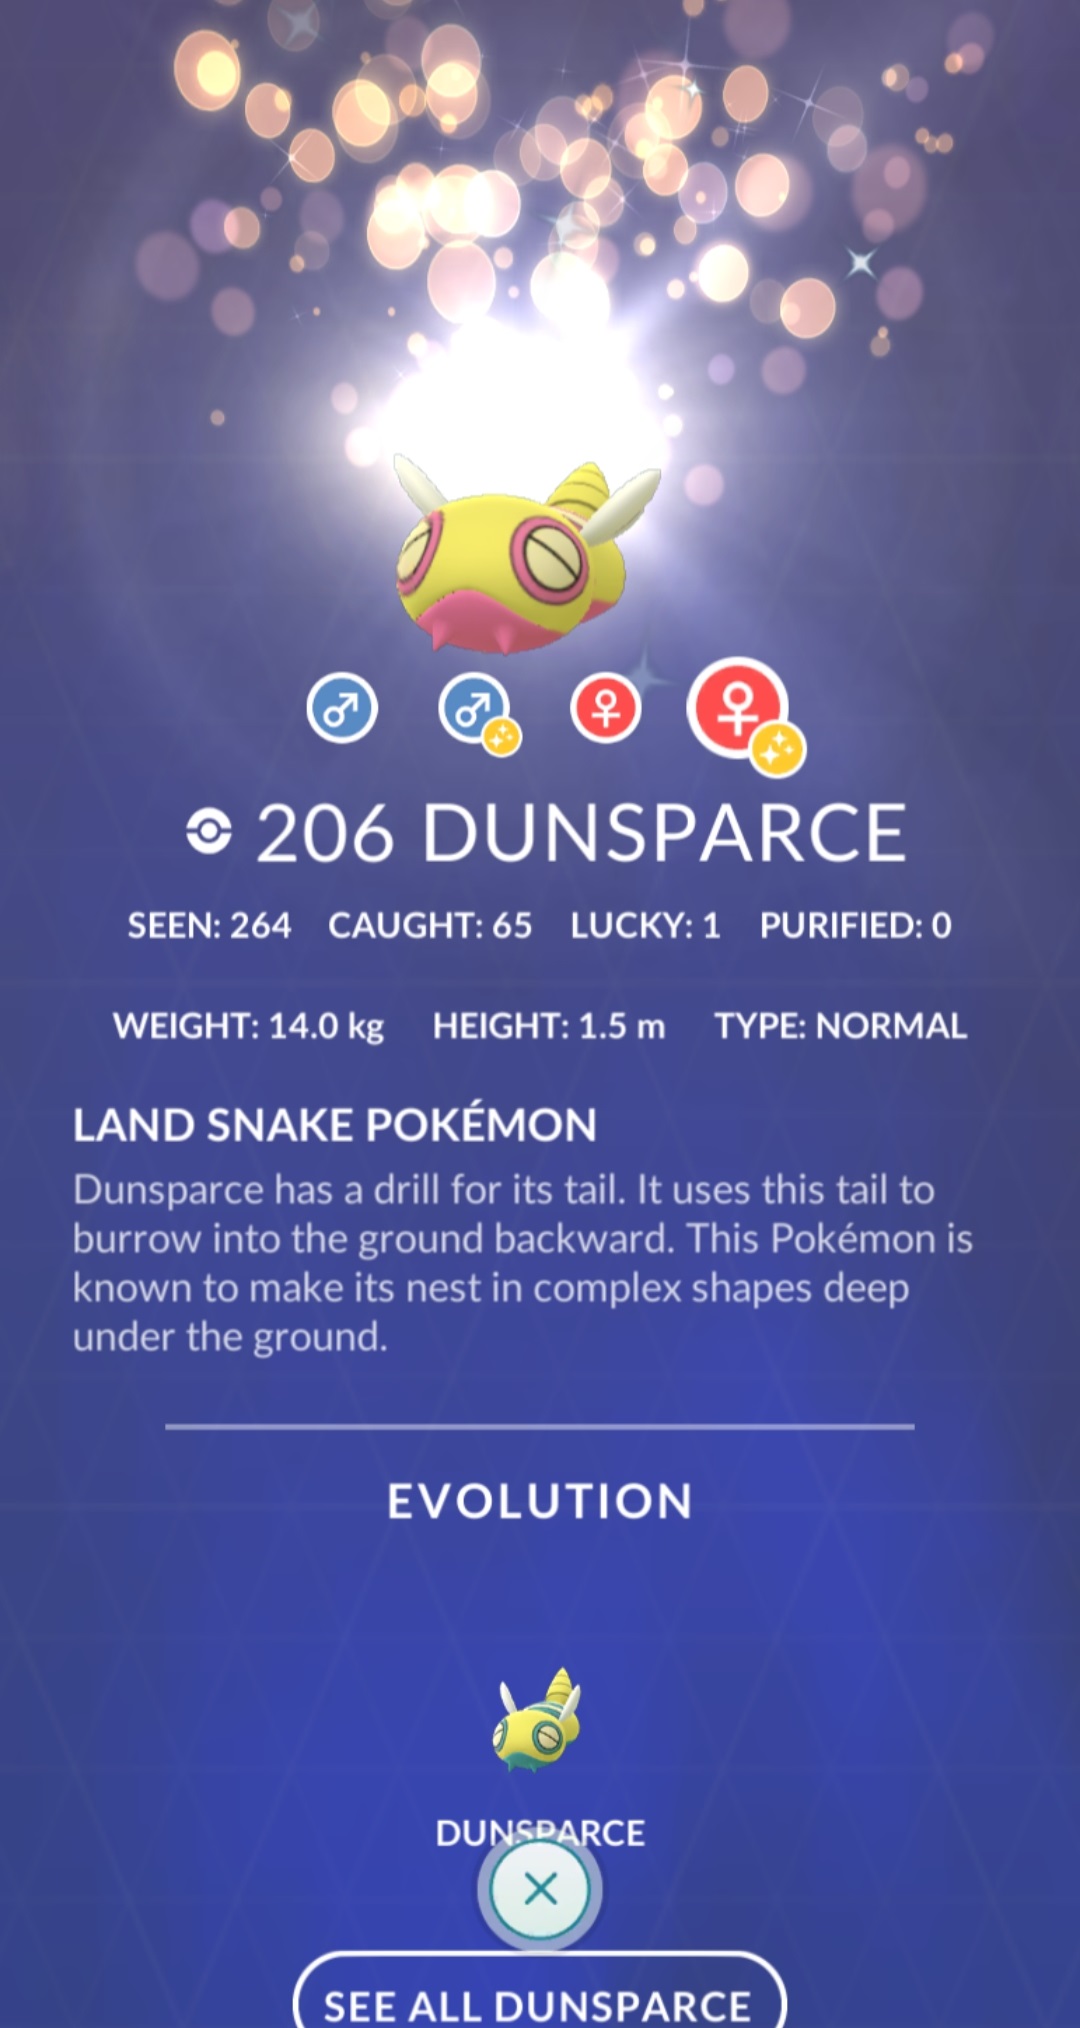 206 DUNSPARCE
SEEN: 264 CAUGHT: 65 LUCKY: 1 PURIFIED: 0
WEIGHT: 14.0 kg HEIGHT: 1.5 m TYPE: NORMAL
LAND SNAKE POKÉMON
Dunsparce has a drill for its tail. It uses this tail to
burrow into the ground backward. This Pokémon is
known to make its nest in complex shapes deep
under the ground.
EVOLUTION
DUNSPARCE
SEE ALL DUNSPARCE